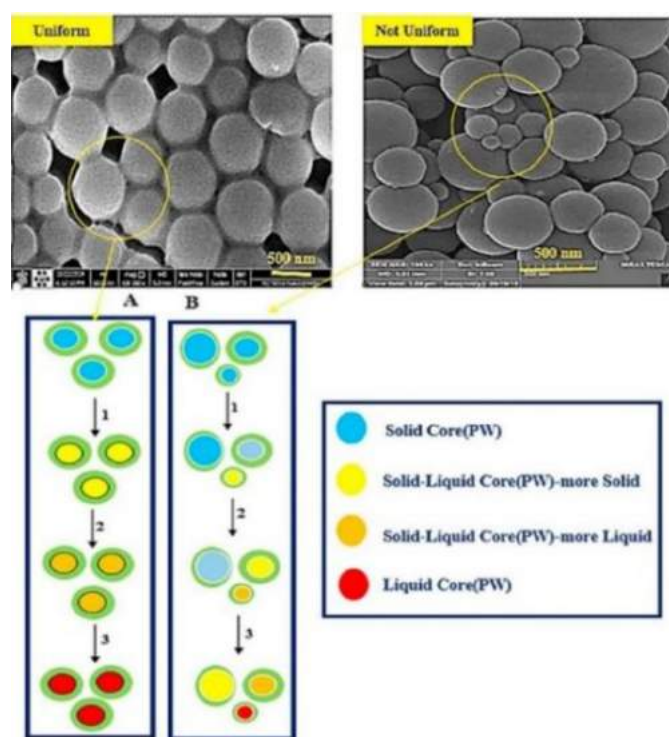 Uniform
Not Uniform
500 nm
500 nm
A B
1
2
3
1
2
3
Solid Core(PW)
Solid-Liquid Core(PW)-more Solid
Solid-Liquid Core(PW)-more Liquid
Liquid Core(PW)